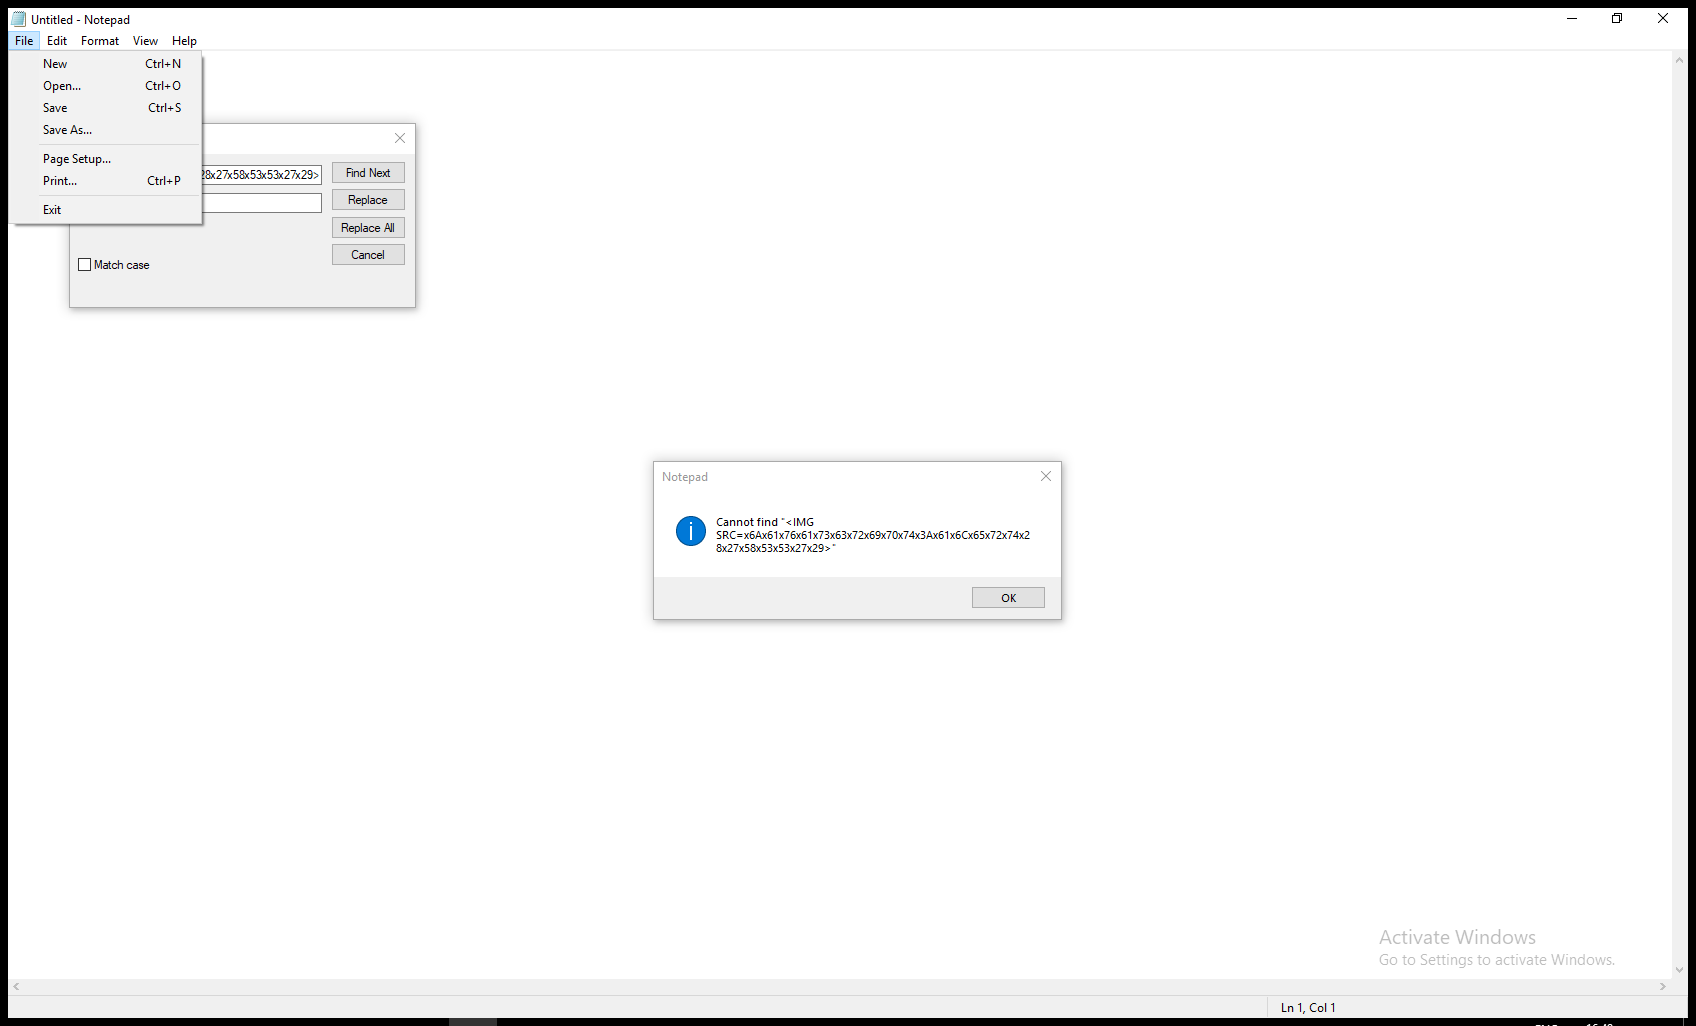 Untitled - Notepad
File Edit Format View Help
New Ctrl+N
Open... Ctrl+O
Save Ctrl+S
Save As...
Page Setup...
Print... Ctrl+P
Exit
28x27x58x53x53x27x29>
Find Next
Replace
Replace All
Cancel
Match case
Notepad
Cannot find "<IMG
SRC=x6Ax61x76x61x73x63x72x69x70x74x3Ax61x6Cx65x72x74x2
8x27x58x53x53x27x29>"
OK
Activate Windows
Go to Settings to activate Windows.
Ln 1, Col 1